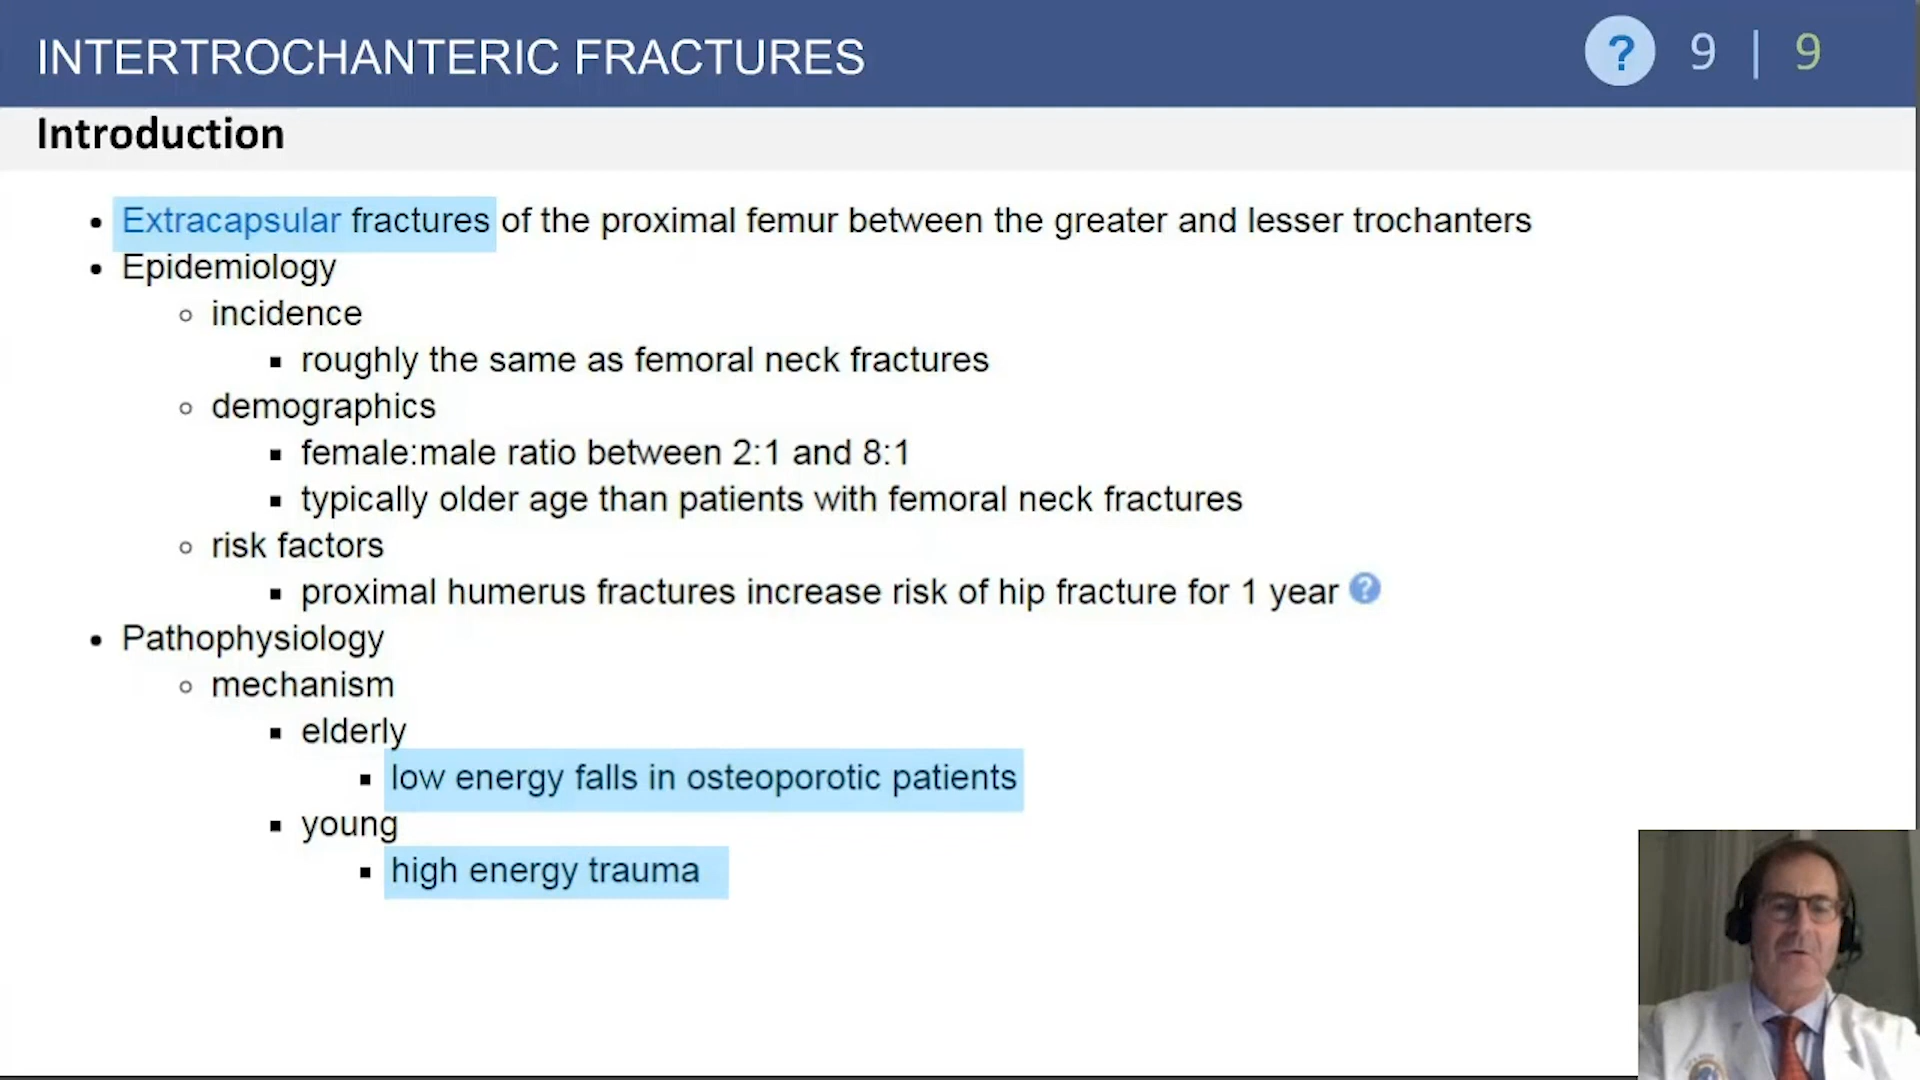 INTERTROCHANTERIC FRACTURES
? 9 | 9
Introduction
Extracapsular fractures of the proximal femur between the greater and lesser trochanters
Epidemiology
incidence
roughly the same as femoral neck fractures
demographics
female:male ratio between 2:1 and 8:1
typically older age than patients with femoral neck fractures
risk factors
proximal humerus fractures increase risk of hip fracture for 1 year ?
Pathophysiology
mechanism
elderly
low energy falls in osteoporotic patients
young
high energy trauma